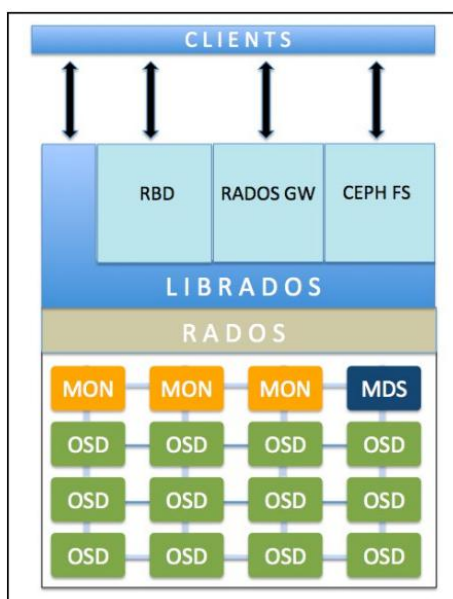 CLIENTS
RBD RADOS GW CEPH FS
LIBRADOS
RADOS
MON MON MON MDS
OSD OSD OSD OSD
OSD OSD OSD OSD
OSD OSD OSD OSD